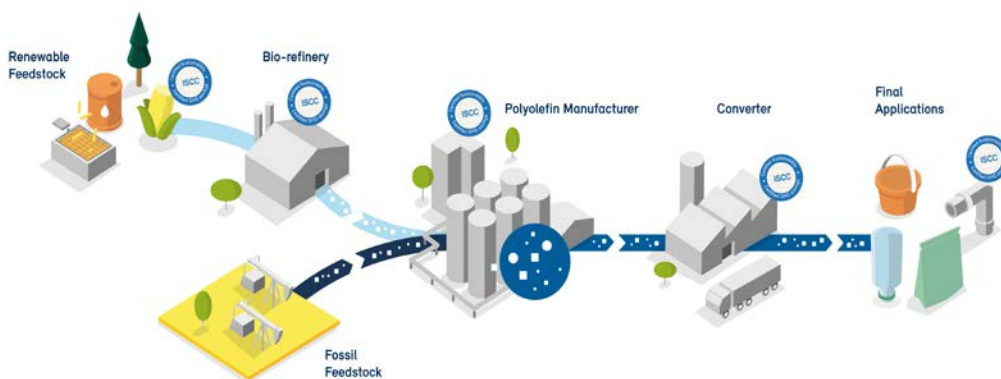 Renewable
Feedstock
ISCC
Bio-refinery
ISCC
ISCC
Polyolefin Manufacturer
Converter
ISCC
Final
Applications
ISCC
Fossil
Feedstock